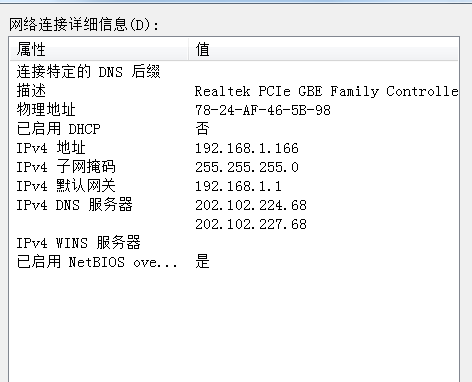 网络连接详细信息(D):
属性 值
连接特定的 DNS 后缀
描述 Realtek PCIe GBE Family Controlle
物理地址 78-24-AF-46-5B-98
已启用 DHCP 否
IPv4 地址 192.168.1.166
IPv4 子网掩码 255.255.255.0
IPv4 默认网关 192.168.1.1
IPv4 DNS 服务器 202.102.224.68
202.102.227.68
IPv4 WINS 服务器
已启用 NetBIOS ove... 是